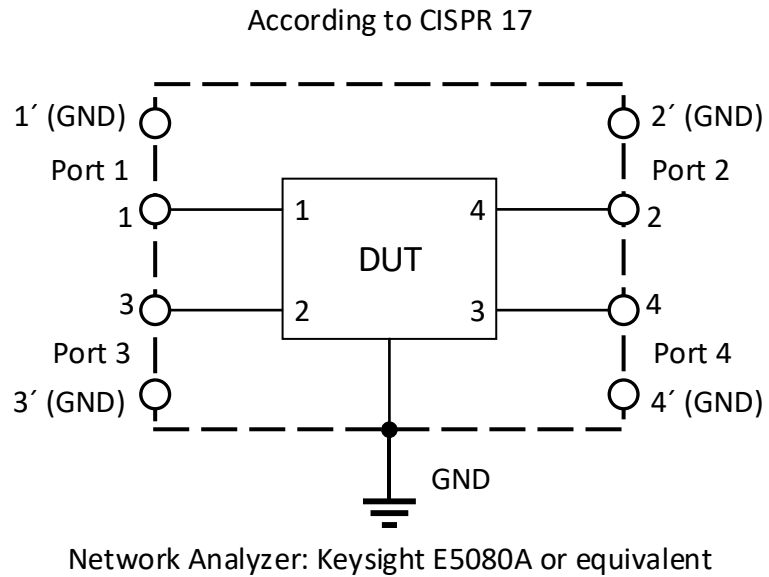 According to CISPR 17
1´ (GND)
2´ (GND)
Port 1
Port 2
1
1
4
2
DUT
3
2
3
4
Port 3
Port 4
3´ (GND)
4´ (GND)
GND
Network Analyzer: Keysight E5080A or equivalent